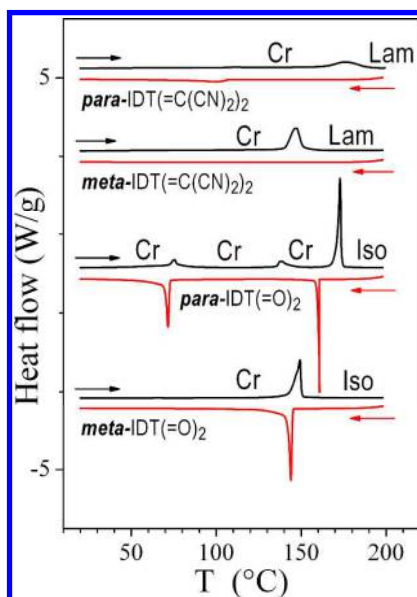 Cr Lam
5
para-IDT(=C(CN)₂)₂
Cr Lam
meta-IDT(=C(CN)₂)₂
Cr Cr Cr Iso
para-IDT(=O)₂
Cr Iso
meta-IDT(=O)₂
-5
Heat flow (W/g)
50 100 150 200
T (°C)